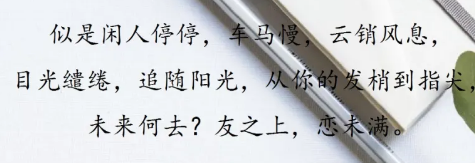 似是闲人停停，车马慢，云销风息，
目光缱绻，追随阳光，从你的发梢到指尖，
未来何去？友之上，恋未满。